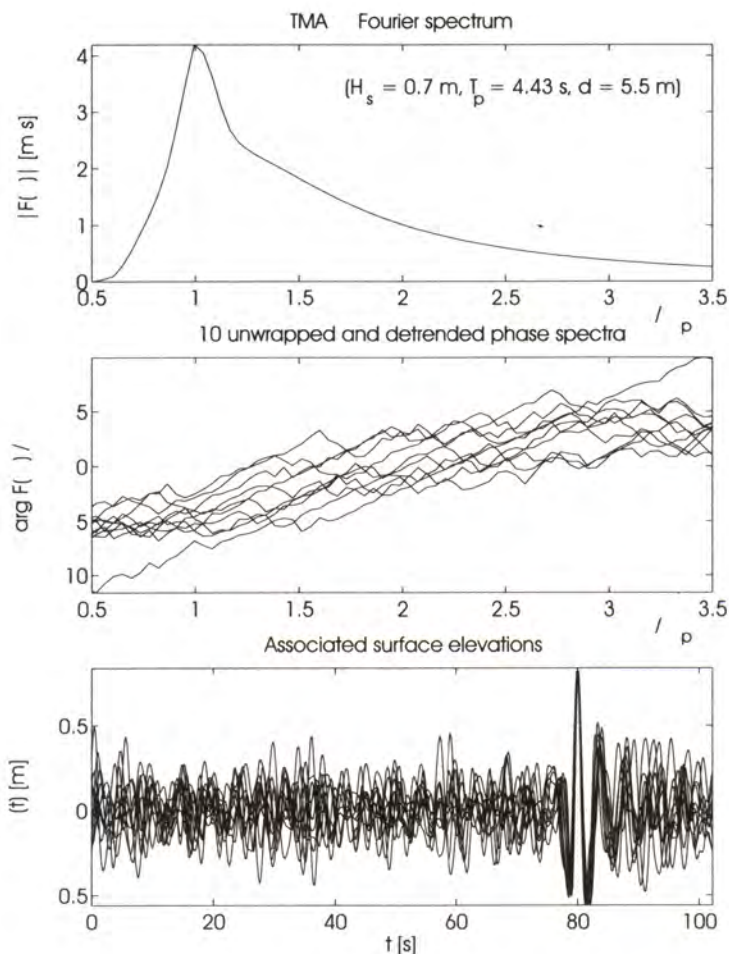 TMA Fourier spectrum
(H_s = 0.7 m, T_p = 4.43 s, d = 5.5 m)
|F( )| [m s]
4
3
2
1
0
0.5 1 1.5 2 2.5 3 3.5
/ p
10 unwrapped and detrended phase spectra
arg F( ) /
5
0
5
10
0.5 1 1.5 2 2.5 3 3.5
/ p
Associated surface elevations
(t) [m]
0.5
0
0.5
0 20 40 60 80 100
t [s]